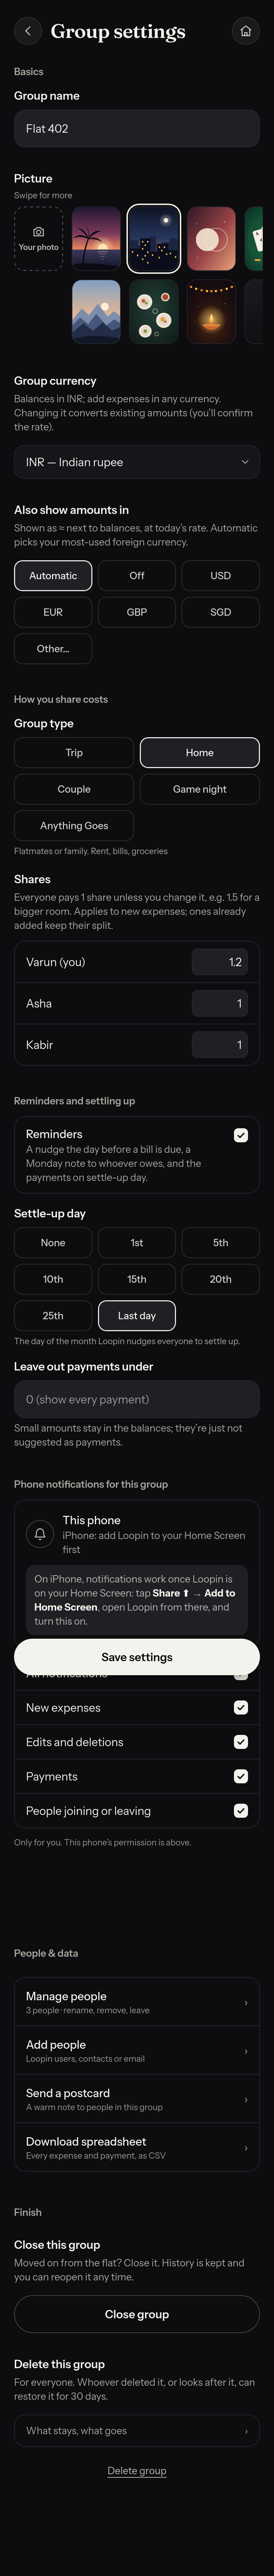 Group settings
Basics
Group name
Flat 402
Picture
Swipe for more
Your photo
Group currency
Balances in INR; add expenses in any currency.
Changing it converts existing amounts (you'll confirm
the rate).
INR — Indian rupee
Also show amounts in
Shown as ≈ next to balances, at today's rate. Automatic
picks your most-used foreign currency.
Automatic
Off
USD
EUR
GBP
SGD
Other…
How you share costs
Group type
Trip
Home
Couple
Game night
Anything Goes
Flatmates or family. Rent, bills, groceries
Shares
Everyone pays 1 share unless you change it, e.g. 1.5 for a
bigger room. Applies to new expenses; ones already
added keep their split.
Varun (you)
1.2
Asha
1
Kabir
1
Reminders and settling up
Reminders
A nudge the day before a bill is due, a
Monday note to whoever owes, and the
payments on settle-up day.
Settle-up day
None
1st
5th
10th
15th
20th
25th
Last day
The day of the month Loopin nudges everyone to settle up.
Leave out payments under
0 (show every payment)
Small amounts stay in the balances; they're just not
suggested as payments.
Phone notifications for this group
This phone
iPhone: add Loopin to your Home Screen
first
On iPhone, notifications work once Loopin is
on your Home Screen: tap Share ⬆ → Add to
Home Screen, open Loopin from there, and
turn this on.
Save settings
All notifications
New expenses
Edits and deletions
Payments
People joining or leaving
Only for you. This phone's permission is above.
People & data
Manage people
3 people · rename, remove, leave
Add people
Loopin users, contacts or email
Send a postcard
A warm note to people in this group
Download spreadsheet
Every expense and payment, as CSV
Finish
Close this group
Moved on from the flat? Close it. History is kept and
you can reopen it any time.
Close group
Delete this group
For everyone. Whoever deleted it, or looks after it, can
restore it for 30 days.
What stays, what goes
Delete group